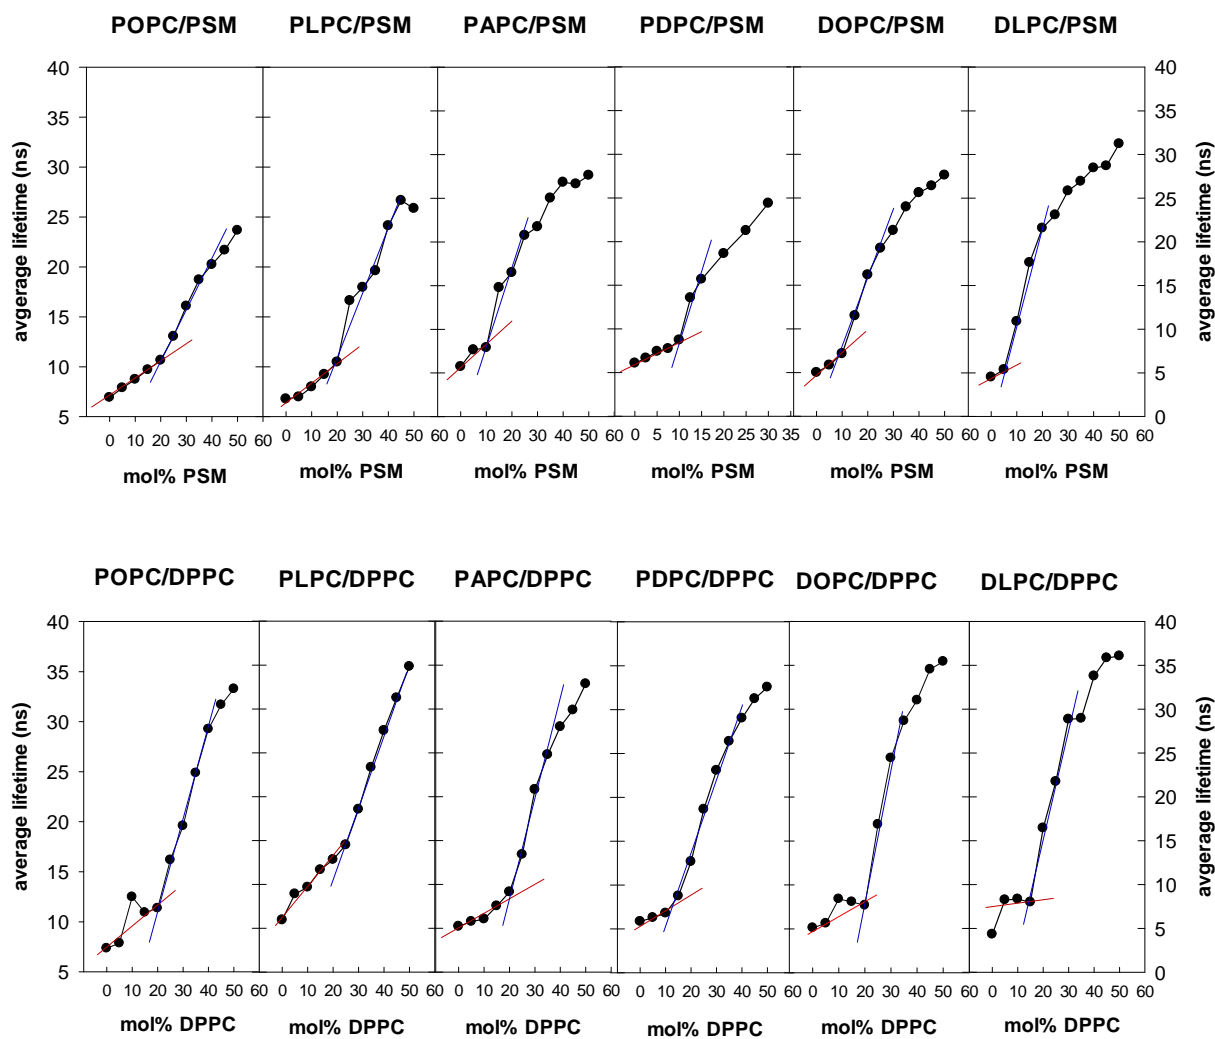 POPC/PSM PLPC/PSM PAPC/PSM PDPC/PSM DOPC/PSM DLPC/PSM
40 40
35 35
30 30
25 25
20 20
15 15
10 10
5
5 0
avgerage lifetime (ns) avgerage lifetime (ns)
0 10 20 30 40 50 60 0 10 20 30 40 50 60 0 10 20 30 40 50 60 0 5 10 15 20 25 30 35 0 10 20 30 40 50 60 0 10 20 30 40 50 60
mol% PSM mol% PSM mol% PSM mol% PSM mol% PSM mol% PSM
POPC/DPPC PLPC/DPPC PAPC/DPPC PDPC/DPPC DOPC/DPPC DLPC/DPPC
40 40
35 35
30 30
25 25
20 20
15 15
10 10
5
5 0
average lifetime (ns) avgerage lifetime (ns)
0 10 20 30 40 50 60 0 10 20 30 40 50 60 0 10 20 30 40 50 60 0 10 20 30 40 50 60 0 10 20 30 40 50 60 0 10 20 30 40 50 60
mol% DPPC mol% DPPC mol% DPPC mol% DPPC mol% DPPC mol% DPPC